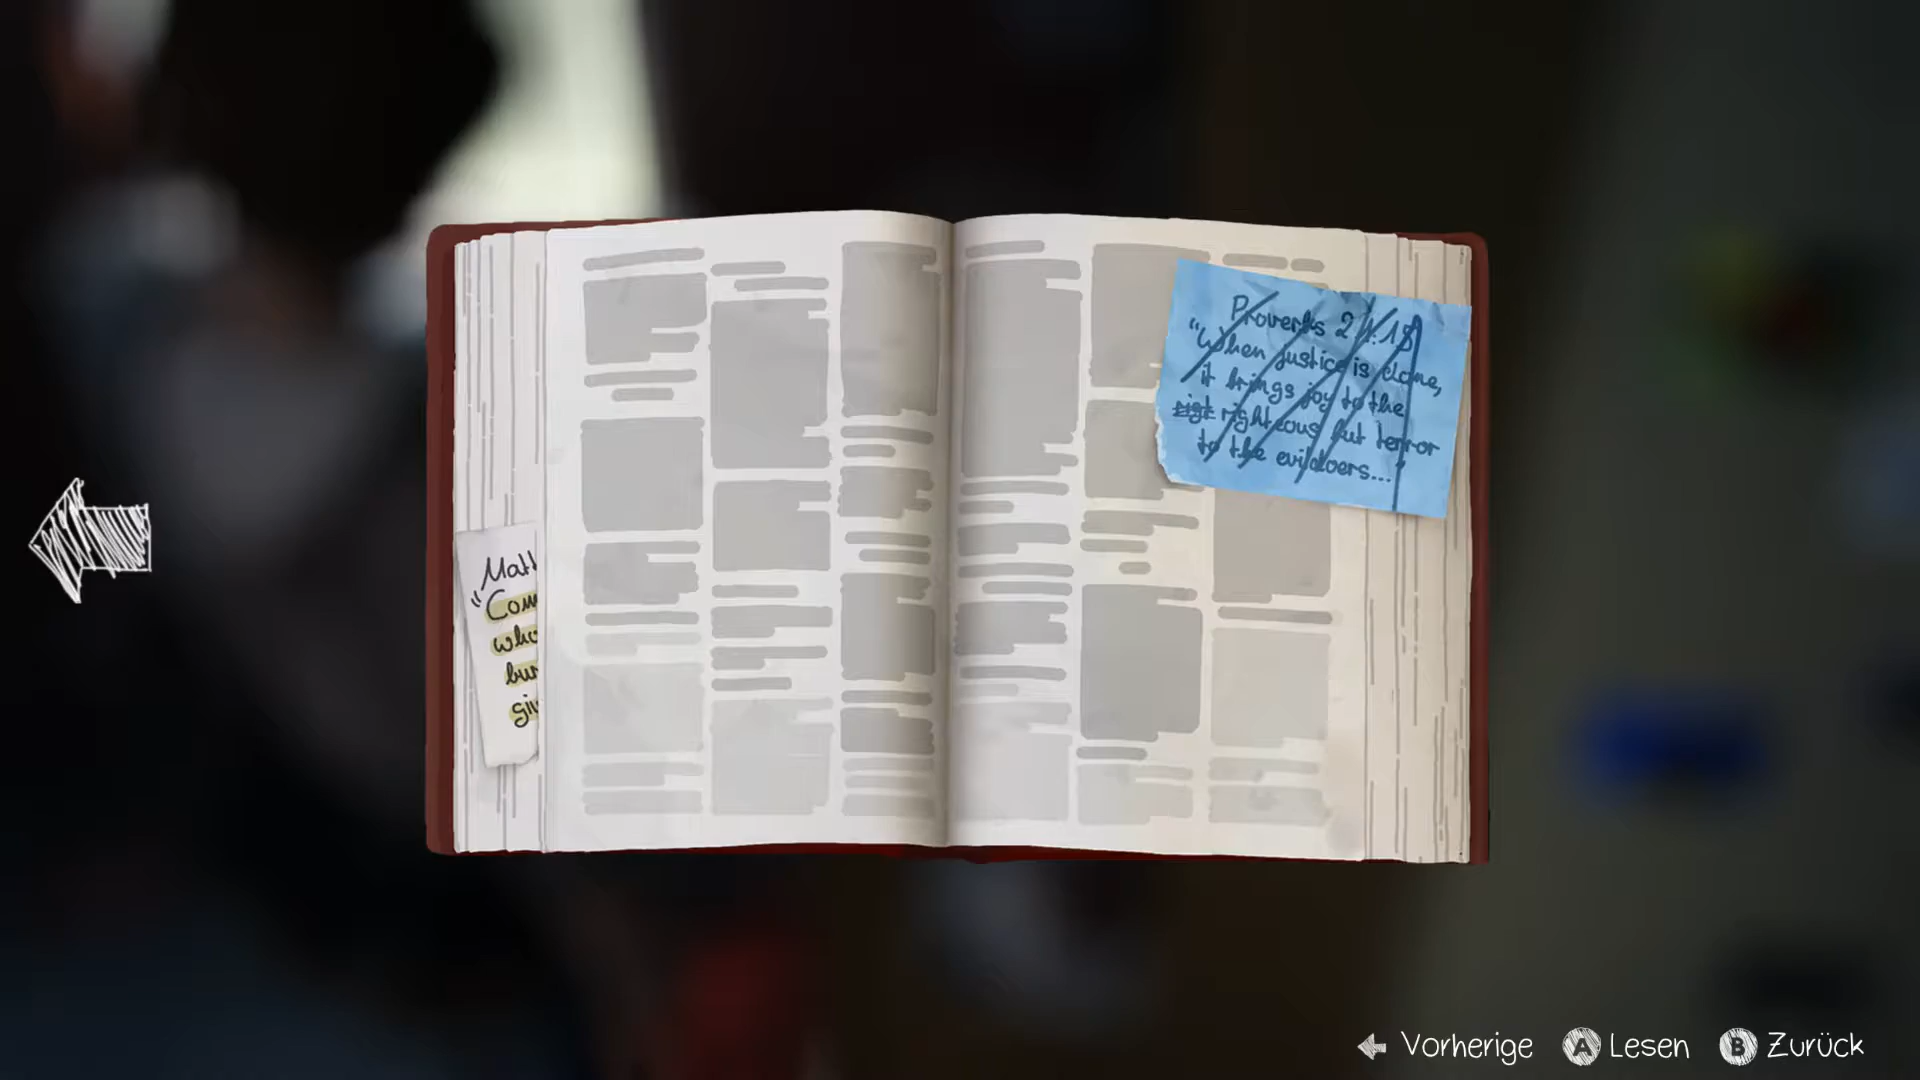 Proverbs 21:15
"When justice is done,
it brings joy to the
rigt righteous but terror
to the evildoers..."
Matt
"Com
who
bur
giv
Vorherige
A Lesen
B Zurück